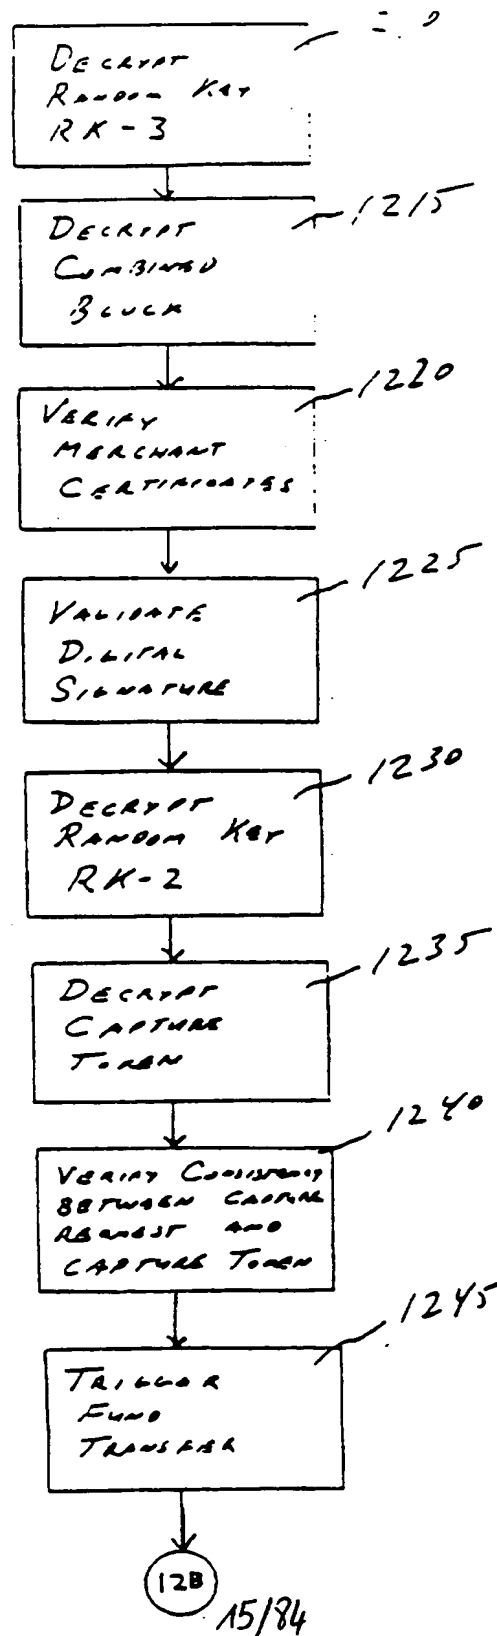 DECRYPT
RANDOM KEY
RK-3
1215
DECRYPT
COMBINED
BLOCK
1220
VERIFY
MERCHANT
CERTIFICATES
1225
VALIDATE
DIGITAL
SIGNATURE
1230
DECRYPT
RANDOM KEY
RK-2
1235
DECRYPT
CAPTURE
TOKEN
1240
VERIFY CONSISTENCY
BETWEEN CAPTURE
REQUEST AND
CAPTURE TOKEN
1245
TRIGGER
FUND
TRANSFER
12B
15/84